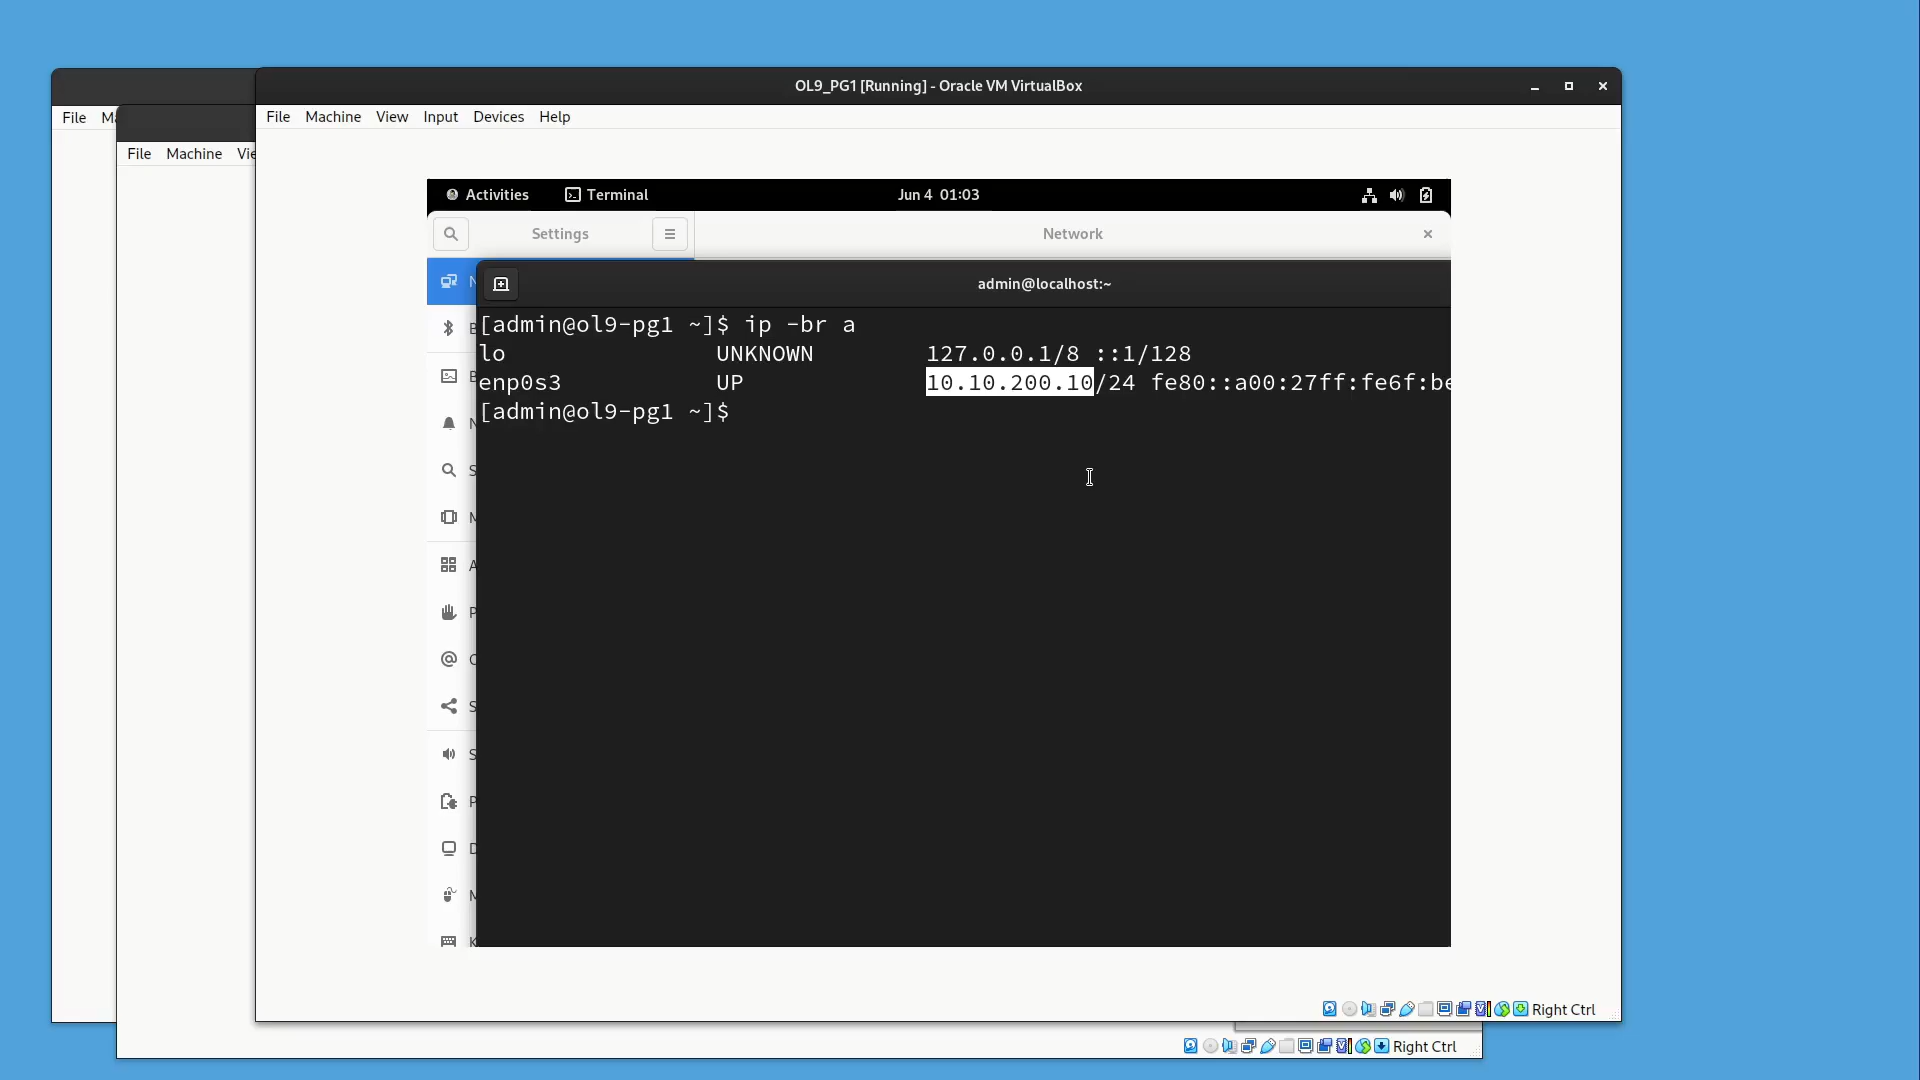 OL9_PG1 [Running] - Oracle VM VirtualBox
File Machine View Input Devices Help
File
File Machine
Activities Terminal Jun 4 01:03
Settings Network
admin@localhost:~
[admin@ol9-pg1 ~]$ ip -br a
lo UNKNOWN 127.0.0.1/8 ::1/128
enp0s3 UP 10.10.200.10/24 fe80::a00:27ff:fe6f:be
[admin@ol9-pg1 ~]$
Right Ctrl
Right Ctrl